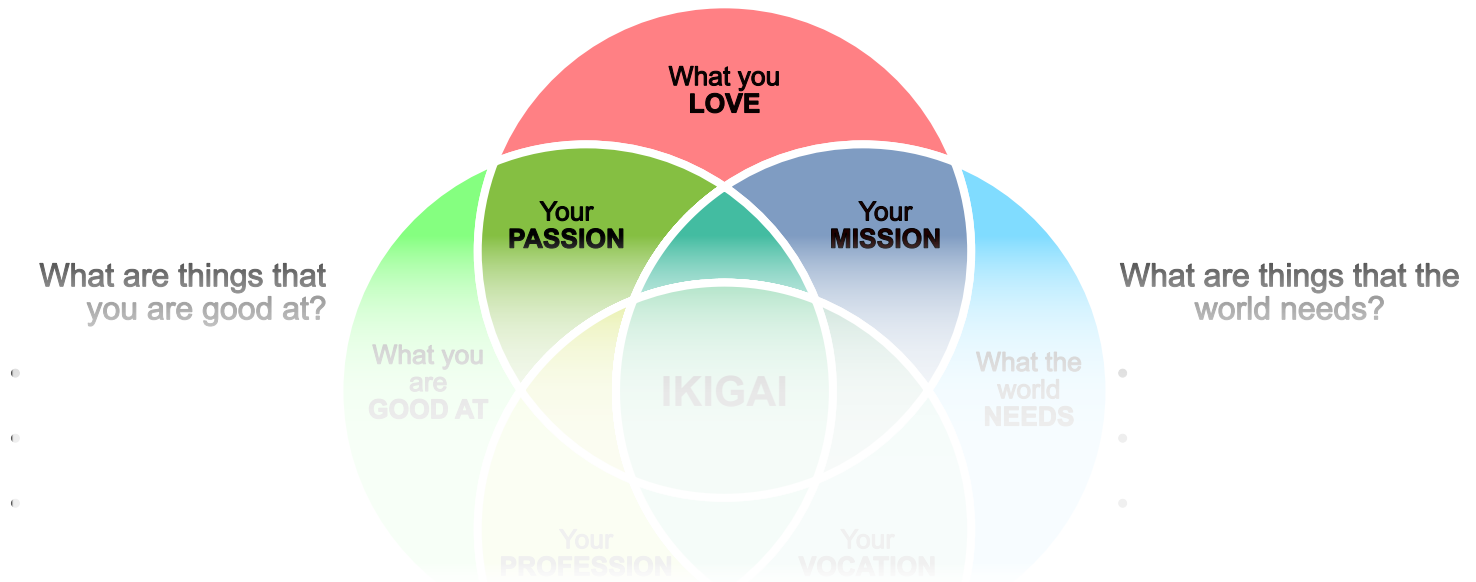 What you
LOVE
Your
PASSION
Your
MISSION
What are things that
you are good at?
What are things that the
world needs?
What you
are
GOOD AT
IKIGAI
What the
world
NEEDS
Your
PROFESSION
Your
VOCATION